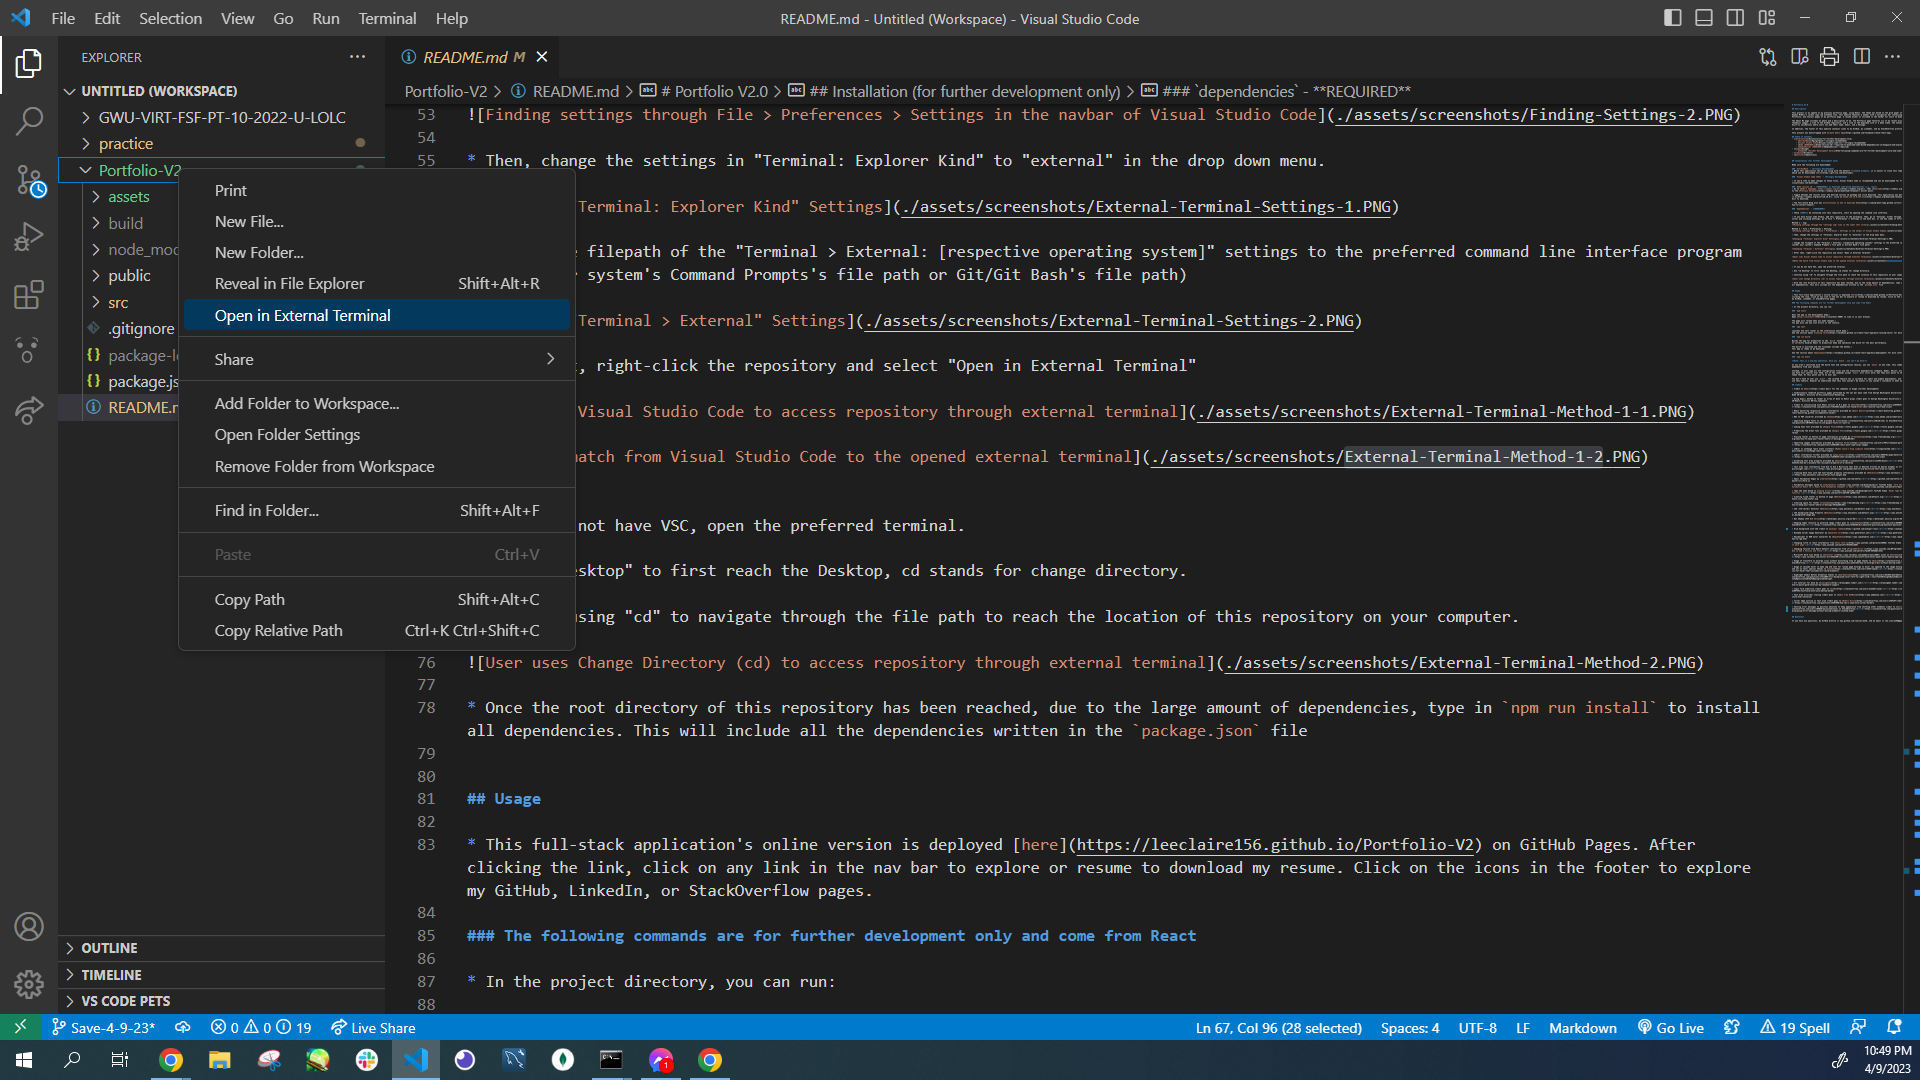 File Edit Selection View Go Run Terminal Help
README.md - Untitled (Workspace) - Visual Studio Code
EXPLORER
README.md M
UNTITLED (WORKSPACE)
Portfolio-V2 > README.md > # Portfolio V2.0 > ## Installation (for further development only) > ### `dependencies` - **REQUIRED**
GWU-VIRT-FSF-PT-10-2022-U-LOLC
practice
Portfolio-V2
assets
build
node_mod
public
src
.gitignore
package-l
package.js
README.m
Print
New File...
New Folder...
Reveal in File Explorer Shift+Alt+R
Open in External Terminal
Share
Add Folder to Workspace...
Open Folder Settings
Remove Folder from Workspace
Find in Folder... Shift+Alt+F
Paste Ctrl+V
Copy Path Shift+Alt+C
Copy Relative Path Ctrl+K Ctrl+Shift+C
53 ![Finding settings through File > Preferences > Settings in the navbar of Visual Studio Code](./assets/screenshots/Finding-Settings-2.PNG)
54
55 * Then, change the settings in "Terminal: Explorer Kind" to "external" in the drop down menu.
Terminal: Explorer Kind" Settings](./assets/screenshots/External-Terminal-Settings-1.PNG)
filepath of the "Terminal > External: [respective operating system]" settings to the preferred command line interface program
system's Command Prompts's file path or Git/Git Bash's file path)
Terminal > External" Settings](./assets/screenshots/External-Terminal-Settings-2.PNG)
, right-click the repository and select "Open in External Terminal"
Visual Studio Code to access repository through external terminal](./assets/screenshots/External-Terminal-Method-1-1.PNG)
match from Visual Studio Code to the opened external terminal](./assets/screenshots/External-Terminal-Method-1-2.PNG)
not have VSC, open the preferred terminal.
sktop" to first reach the Desktop, cd stands for change directory.
using "cd" to navigate through the file path to reach the location of this repository on your computer.
76 ![User uses Change Directory (cd) to access repository through external terminal](./assets/screenshots/External-Terminal-Method-2.PNG)
77
78 * Once the root directory of this repository has been reached, due to the large amount of dependencies, type in `npm run install` to install
all dependencies. This will include all the dependencies written in the `package.json` file
79
80
81 ## Usage
82
83 * This full-stack application's online version is deployed [here](https://leeclaire156.github.io/Portfolio-V2) on GitHub Pages. After
clicking the link, click on any link in the nav bar to explore or resume to download my resume. Click on the icons in the footer to explore
my GitHub, LinkedIn, or StackOverflow pages.
84
85 ### The following commands are for further development only and come from React
86
87 * In the project directory, you can run:
88
OUTLINE
TIMELINE
VS CODE PETS
Save-4-9-23* 0 0 19 Live Share
Ln 67, Col 96 (28 selected) Spaces: 4 UTF-8 LF Markdown Go Live 19 Spell
1
10:49 PM
4/9/2023